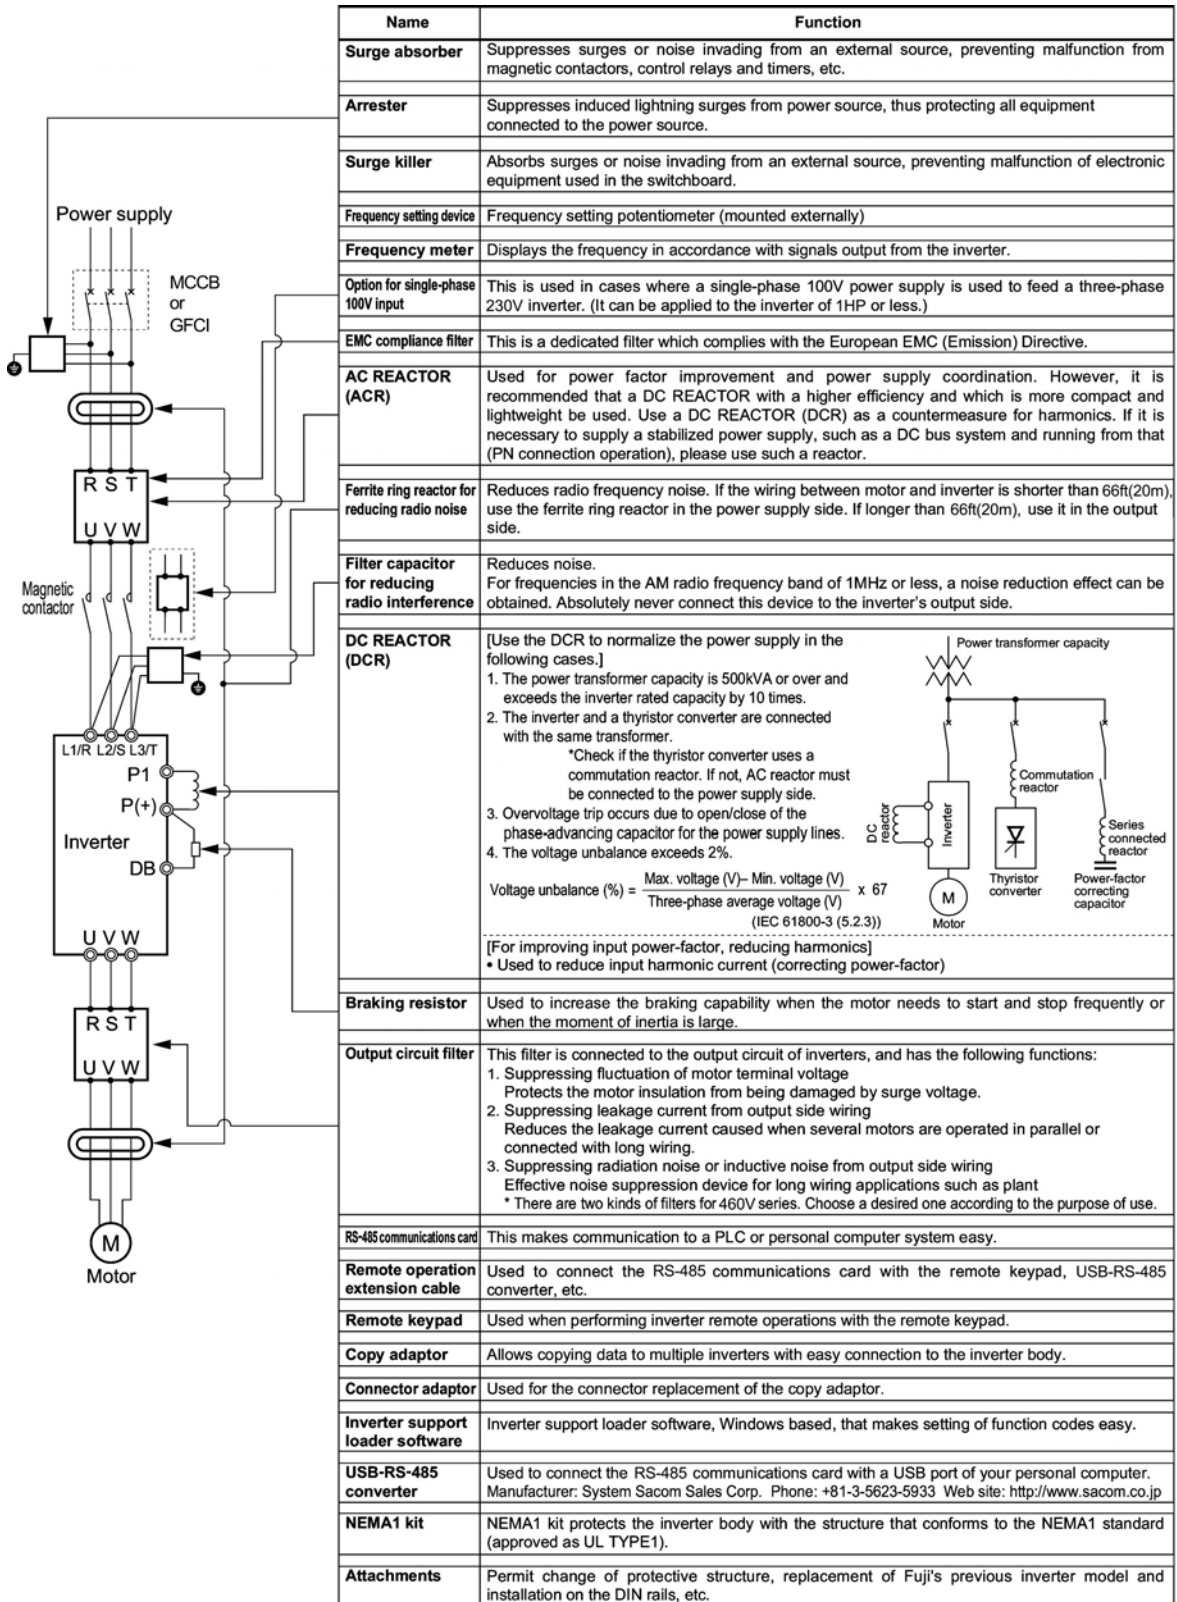 Name
Function
Surge absorber
Suppresses surges or noise invading from an external source, preventing malfunction from
magnetic contactors, control relays and timers, etc.
Arrester
Suppresses induced lightning surges from power source, thus protecting all equipment
connected to the power source.
Surge killer
Absorbs surges or noise invading from an external source, preventing malfunction of electronic
equipment used in the switchboard.
Frequency setting device
Frequency setting potentiometer (mounted externally)
Frequency meter
Displays the frequency in accordance with signals output from the inverter.
Option for single-phase
100V input
This is used in cases where a single-phase 100V power supply is used to feed a three-phase
230V inverter. (It can be applied to the inverter of 1HP or less.)
EMC compliance filter
This is a dedicated filter which complies with the European EMC (Emission) Directive.
AC REACTOR
(ACR)
Used for power factor improvement and power supply coordination. However, it is
recommended that a DC REACTOR with a higher efficiency and which is more compact and
lightweight be used. Use a DC REACTOR (DCR) as a countermeasure for harmonics. If it is
necessary to supply a stabilized power supply, such as a DC bus system and running from that
(PN connection operation), please use such a reactor.
Ferrite ring reactor for
reducing radio noise
Reduces radio frequency noise. If the wiring between motor and inverter is shorter than 66ft(20m),
use the ferrite ring reactor in the power supply side. If longer than 66ft(20m), use it in the output
side.
Filter capacitor
for reducing
radio interference
Reduces noise.
For frequencies in the AM radio frequency band of 1MHz or less, a noise reduction effect can be
obtained. Absolutely never connect this device to the inverter's output side.
DC REACTOR
(DCR)
[Use the DCR to normalize the power supply in the
following cases.]
1. The power transformer capacity is 500kVA or over and
exceeds the inverter rated capacity by 10 times.
2. The inverter and a thyristor converter are connected
with the same transformer.
*Check if the thyristor converter uses a
commutation reactor. If not, AC reactor must
be connected to the power supply side.
3. Overvoltage trip occurs due to open/close of the
phase-advancing capacitor for the power supply lines.
4. The voltage unbalance exceeds 2%.
Voltage unbalance (%) = Max. voltage (V)– Min. voltage (V)
Three-phase average voltage (V)
x 67
(IEC 61800-3 (5.2.3))
Power transformer capacity
Commutation
reactor
DC
reactor
Inverter
Series
connected
reactor
M
Motor
Thyristor
converter
Power-factor
correcting
capacitor
[For improving input power-factor, reducing harmonics]
• Used to reduce input harmonic current (correcting power-factor)
Braking resistor
Used to increase the braking capability when the motor needs to start and stop frequently or
when the moment of inertia is large.
Output circuit filter
This filter is connected to the output circuit of inverters, and has the following functions:
1. Suppressing fluctuation of motor terminal voltage
Protects the motor insulation from being damaged by surge voltage.
2. Suppressing leakage current from output side wiring
Reduces the leakage current caused when several motors are operated in parallel or
connected with long wiring.
3. Suppressing radiation noise or inductive noise from output side wiring
Effective noise suppression device for long wiring applications such as plant
* There are two kinds of filters for 460V series. Choose a desired one according to the purpose of use.
RS-485 communications card
This makes communication to a PLC or personal computer system easy.
Remote operation
extension cable
Used to connect the RS-485 communications card with the remote keypad, USB-RS-485
converter, etc.
Remote keypad
Used when performing inverter remote operations with the remote keypad.
Copy adaptor
Allows copying data to multiple inverters with easy connection to the inverter body.
Connector adaptor
Used for the connector replacement of the copy adaptor.
Inverter support
loader software
Inverter support loader software, Windows based, that makes setting of function codes easy.
USB-RS-485
converter
Used to connect the RS-485 communications card with a USB port of your personal computer.
Manufacturer: System Sacom Sales Corp. Phone: +81-3-5623-5933 Web site: http://www.sacom.co.jp
NEMA1 kit
NEMA1 kit protects the inverter body with the structure that conforms to the NEMA1 standard
(approved as UL TYPE1).
Attachments
Permit change of protective structure, replacement of Fuji's previous inverter model and
installation on the DIN rails, etc.
Power supply
MCCB
or
GFCI
R S T
U V W
Magnetic
contactor
L1/R L2/S L3/T
P1
P(+)
Inverter
DB
U V W
R S T
U V W
M
Motor